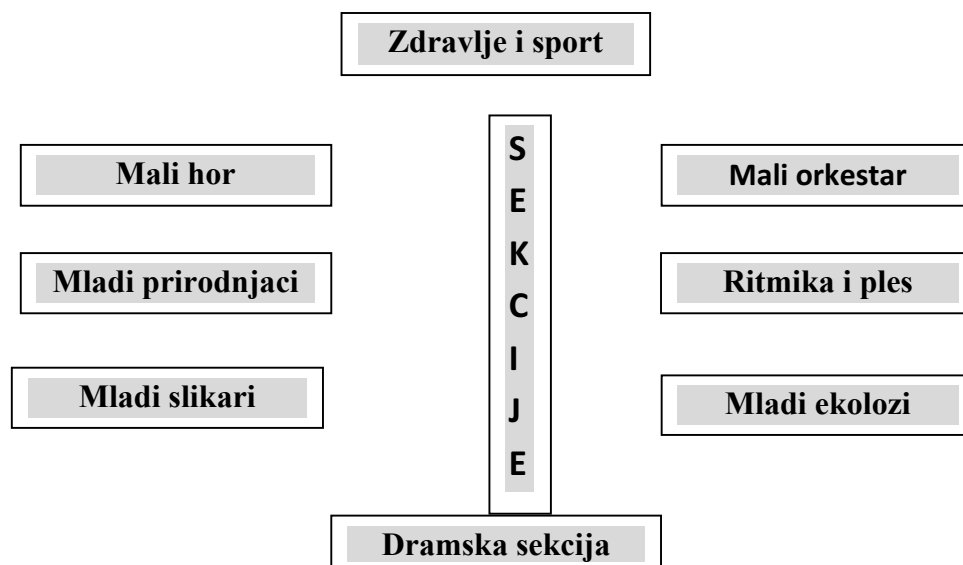 Zdravlje i sport
Mali hor
Mladi prirodnjaci
Mladi slikari
S
E
K
C
I
J
E
Mali orkestar
Ritmika i ples
Mladi ekolozi
Dramska sekcija